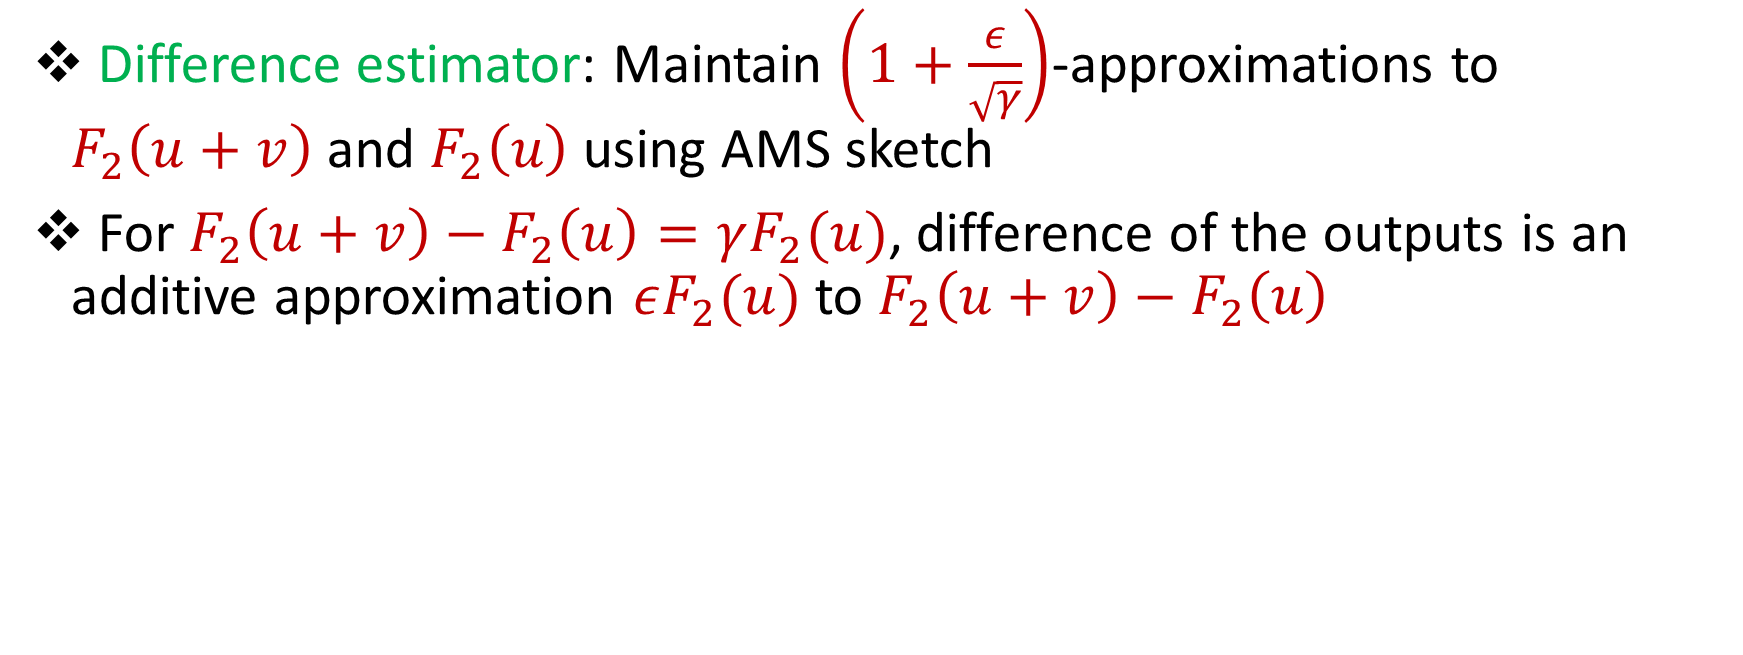 ❖ Difference estimator: Maintain (1 + ϵ/√γ)-approximations to
F₂(u + v) and F₂(u) using AMS sketch
❖ For F₂(u + v) − F₂(u) = γF₂(u), difference of the outputs is an
additive approximation ϵF₂(u) to F₂(u + v) − F₂(u)